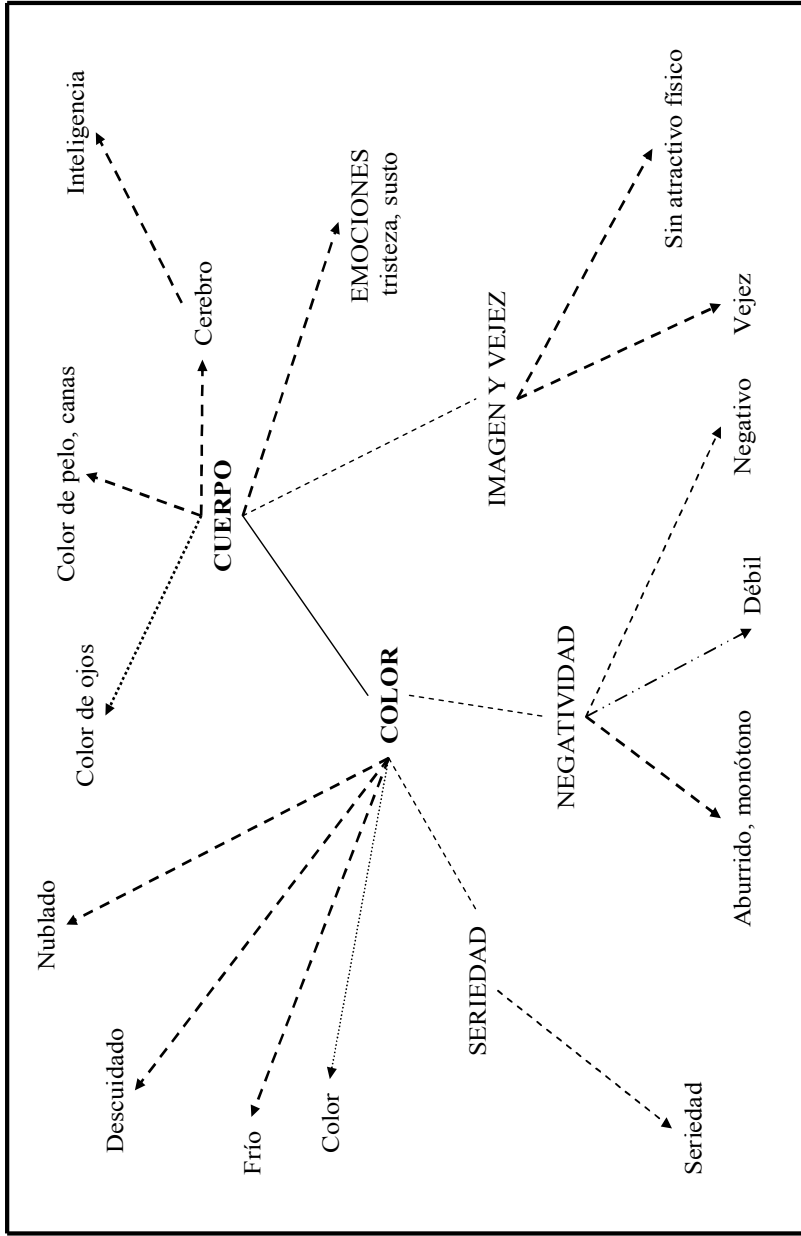 Inteligencia
Color de pelo, canas
Cerebro
Color de ojos
CUERPO
EMOCIONES
tristeza, susto
Nublado
Descuidado
Frío
Color
COLOR
IMAGEN Y VEJEZ
Sin atractivo físico
SERIEDAD
NEGATIVIDAD
Vejez
Negativo
Débil
Aburrido, monótono
Seriedad